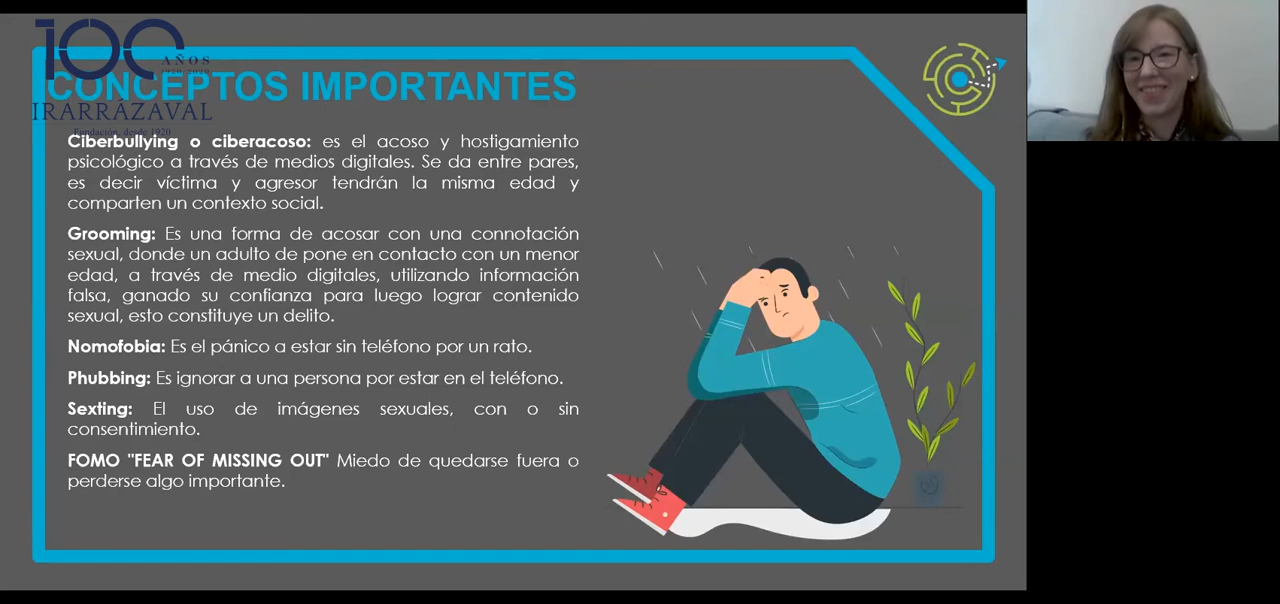 100
AÑOS
1920-2020
IRARRÁZAVAL
Fundación, desde 1920
CONCEPTOS IMPORTANTES
Ciberbullying o ciberacoso: es el acoso y hostigamiento
psicológico a través de medios digitales. Se da entre pares,
es decir víctima y agresor tendrán la misma edad y
comparten un contexto social.
Grooming: Es una forma de acosar con una connotación
sexual, donde un adulto de pone en contacto con un menor
edad, a través de medio digitales, utilizando información
falsa, ganado su confianza para luego lograr contenido
sexual, esto constituye un delito.
Nomofobia: Es el pánico a estar sin teléfono por un rato.
Phubbing: Es ignorar a una persona por estar en el teléfono.
Sexting: El uso de imágenes sexuales, con o sin
consentimiento.
FOMO "FEAR OF MISSING OUT" Miedo de quedarse fuera o
perderse algo importante.